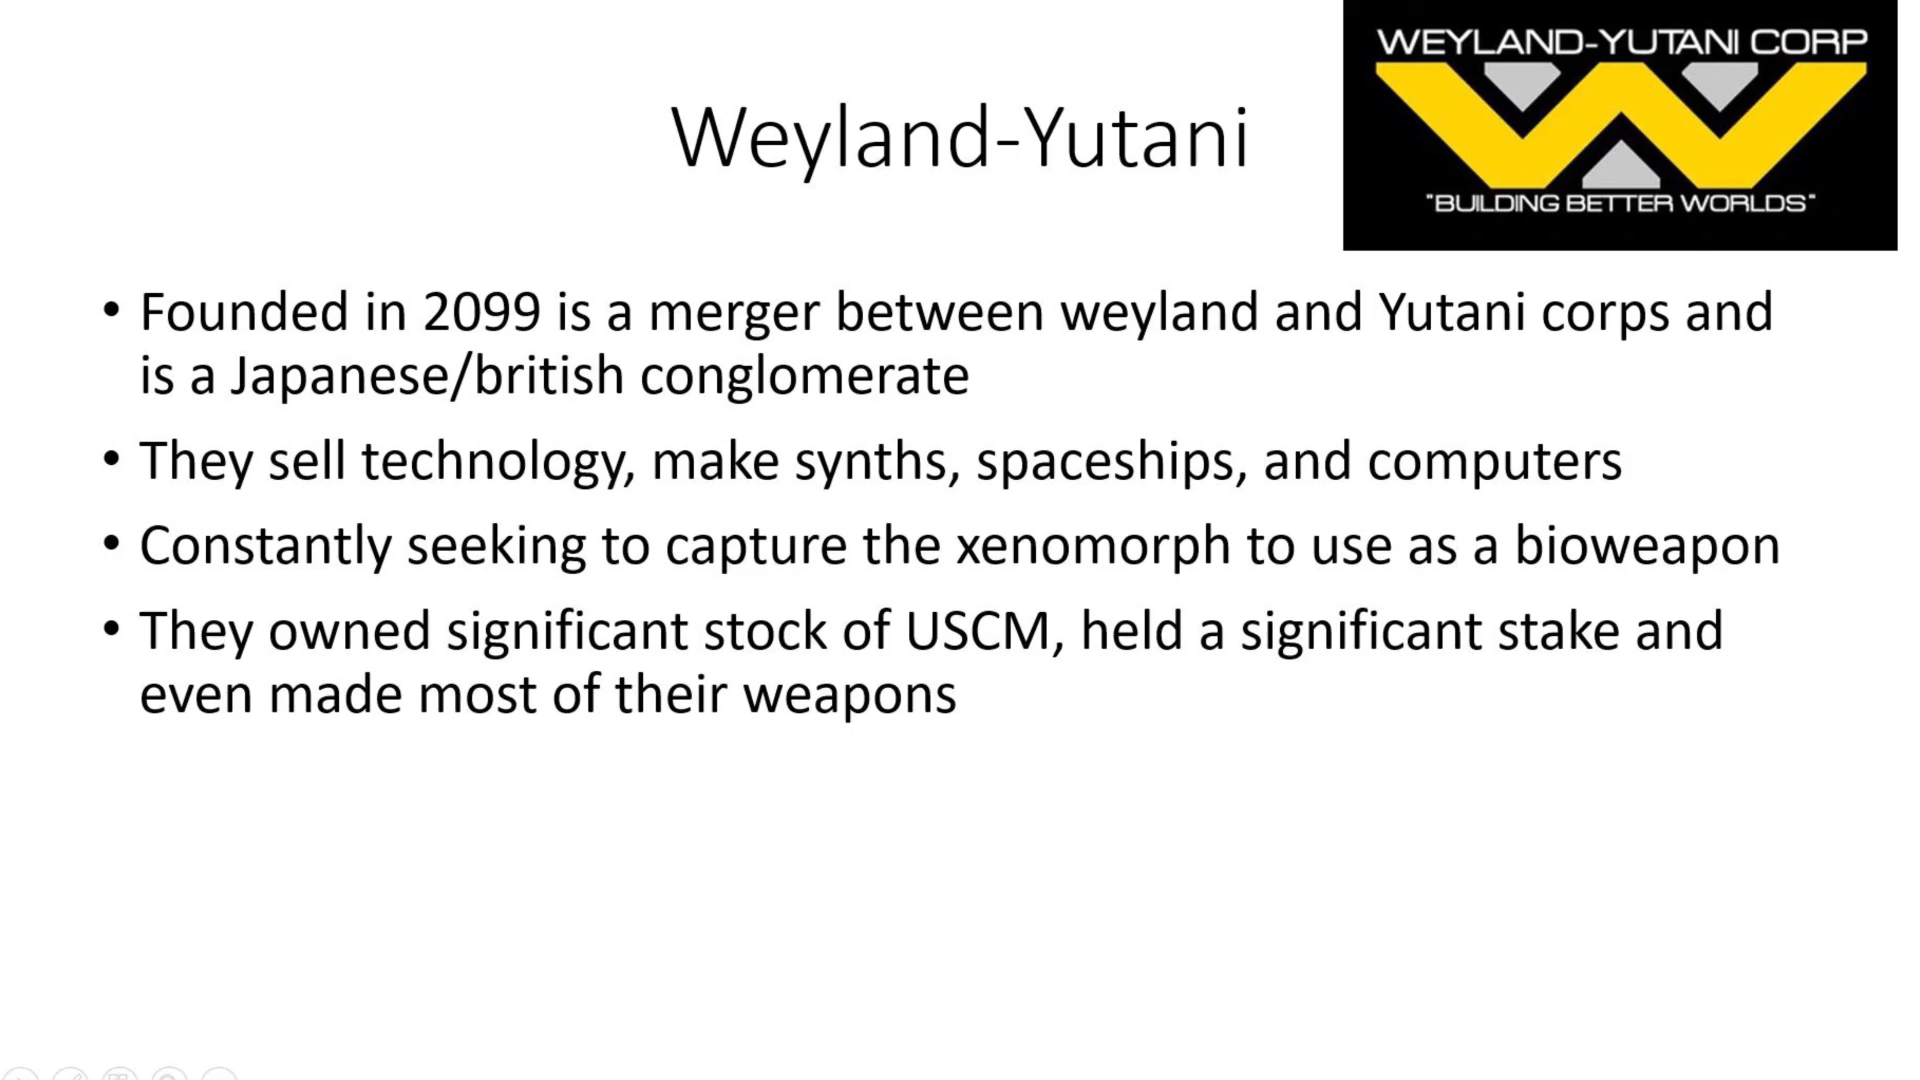 WEYLAND-YUTANI CORP
"BUILDING BETTER WORLDS"
Weyland-Yutani
• Founded in 2099 is a merger between weyland and Yutani corps and
is a Japanese/british conglomerate
• They sell technology, make synths, spaceships, and computers
• Constantly seeking to capture the xenomorph to use as a bioweapon
• They owned significant stock of USCM, held a significant stake and
even made most of their weapons